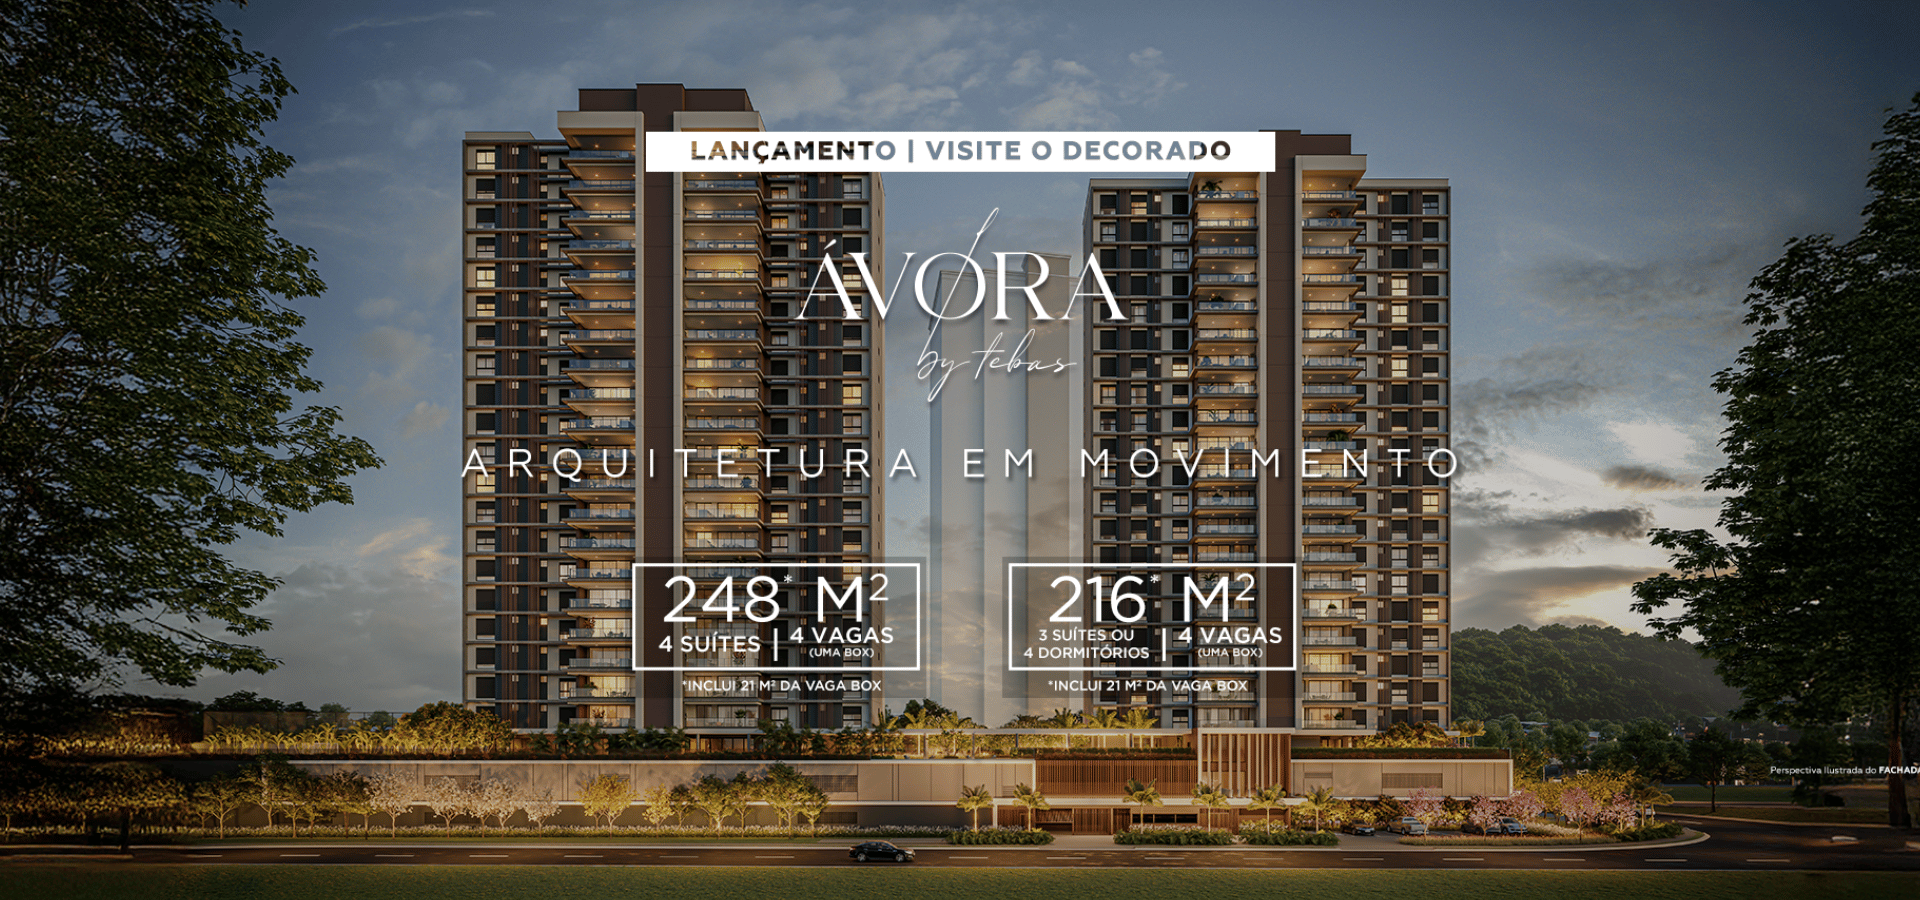 LANÇAMENTO | VISITE O DECORADO
ÁVORA
by tebas
ARQUITETURA EM MOVIMENTO
248* M²
4 SUÍTES | 4 VAGAS
(UMA BOX)
*INCLUI 21 M² DA VAGA BOX
216* M²
3 SUÍTES OU
4 DORMITÓRIOS | 4 VAGAS
(UMA BOX)
*INCLUI 21 M² DA VAGA BOX
Perspectiva Ilustrada do FACHADA